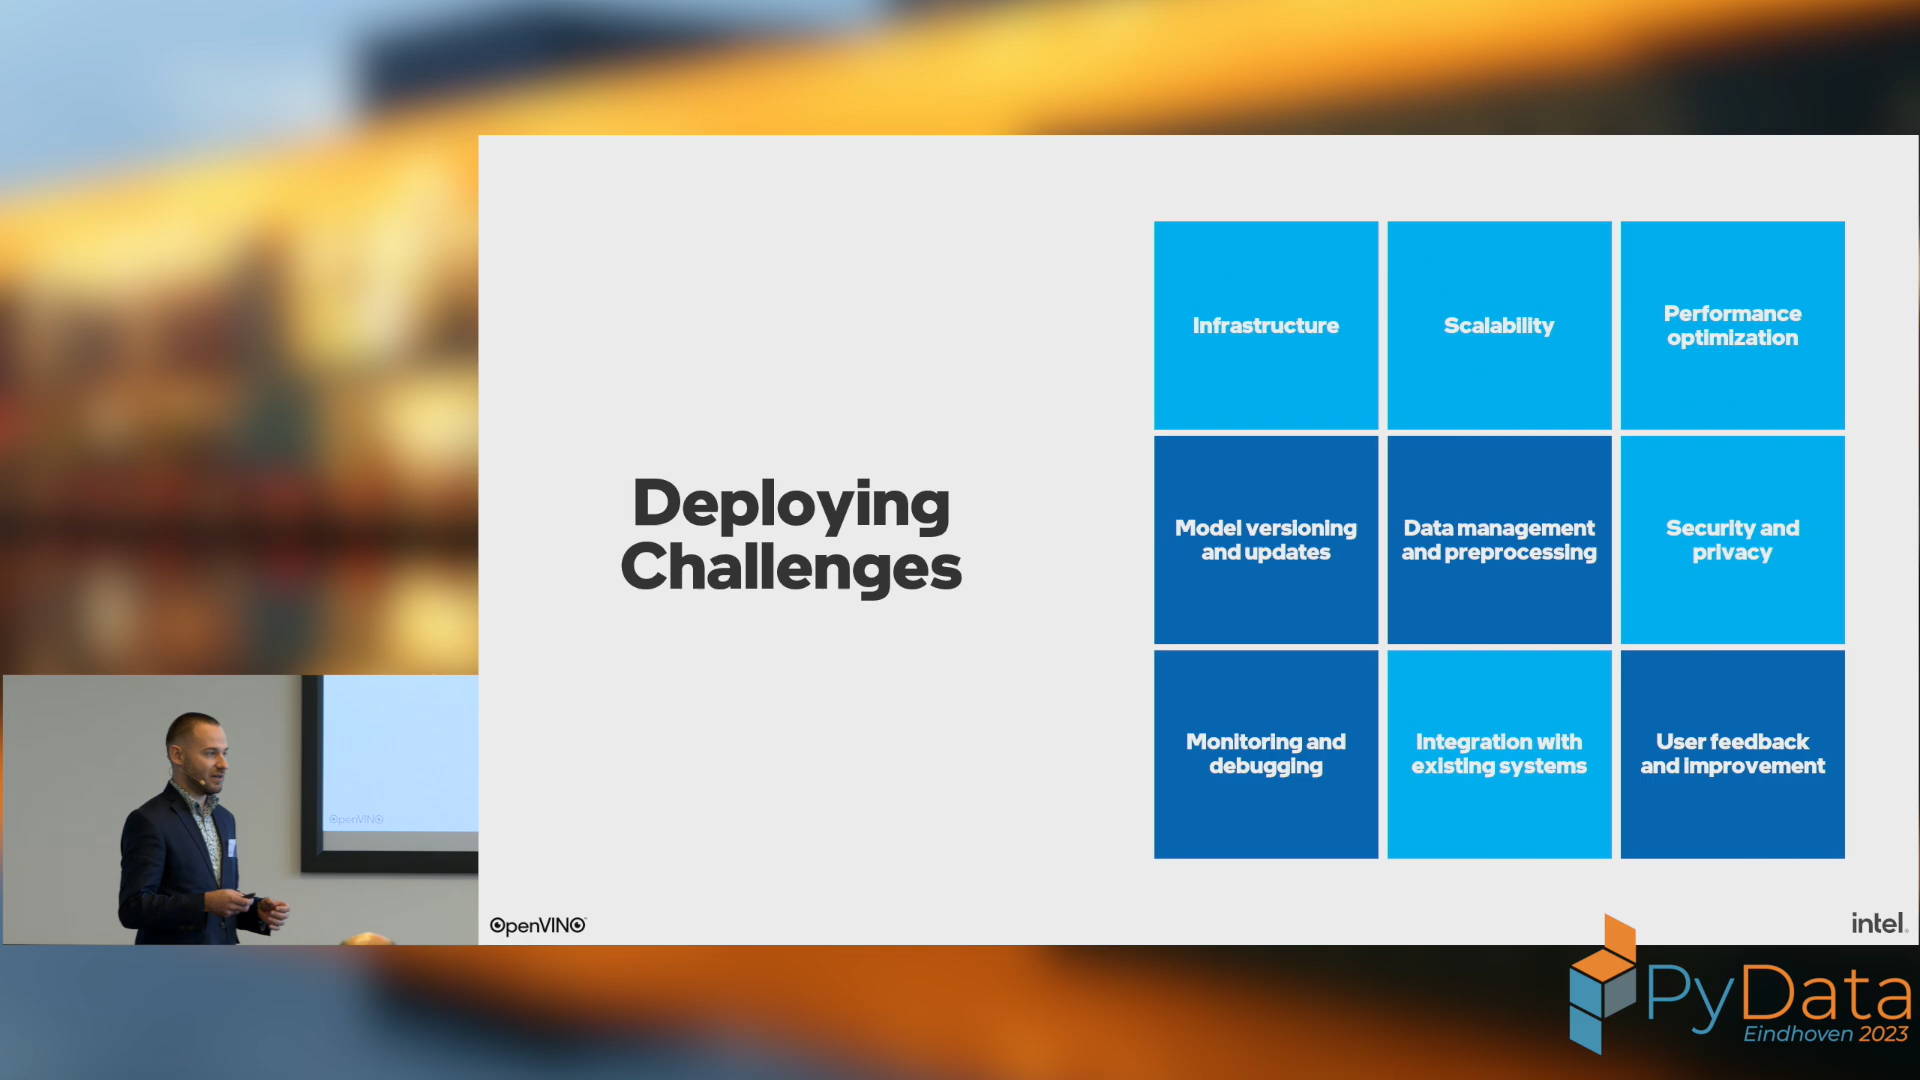 Deploying
Challenges
Infrastructure
Scalability
Performance
optimization
Model versioning
and updates
Data management
and preprocessing
Security and
privacy
Monitoring and
debugging
Integration with
existing systems
User feedback
and improvement
OpenVINO
OpenVINO
intel.
PyData
Eindhoven 2023